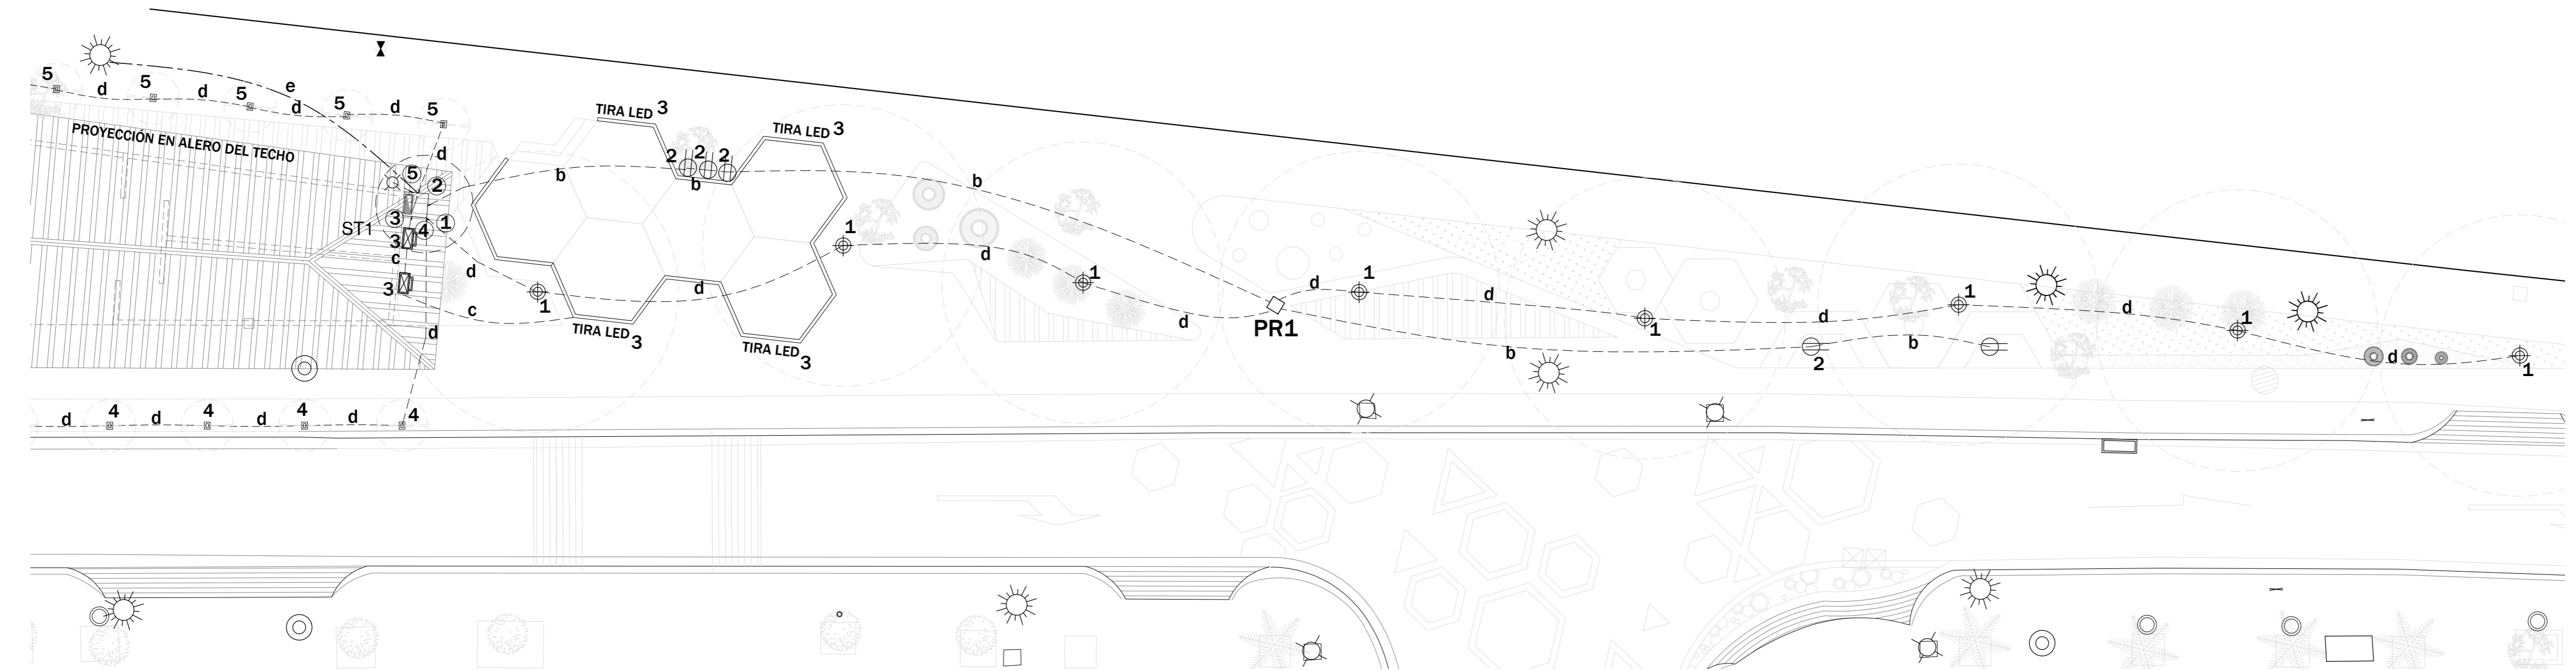 5 d 5 d 5 d 5 d 5
e
PROYECCIÓN EN ALERO DEL TECHO
TIRA LED 3
TIRA LED 3
2 2 2
b
b
b
d
5
2
3
4
1
ST1
3
c
3
d
c
d
1
d
1
d
1
d
PR1
d
1
d
1
d
1
d
1
d
1
b
2
b
TIRA LED 3
TIRA LED 3
d 4 d 4 d 4 d 4